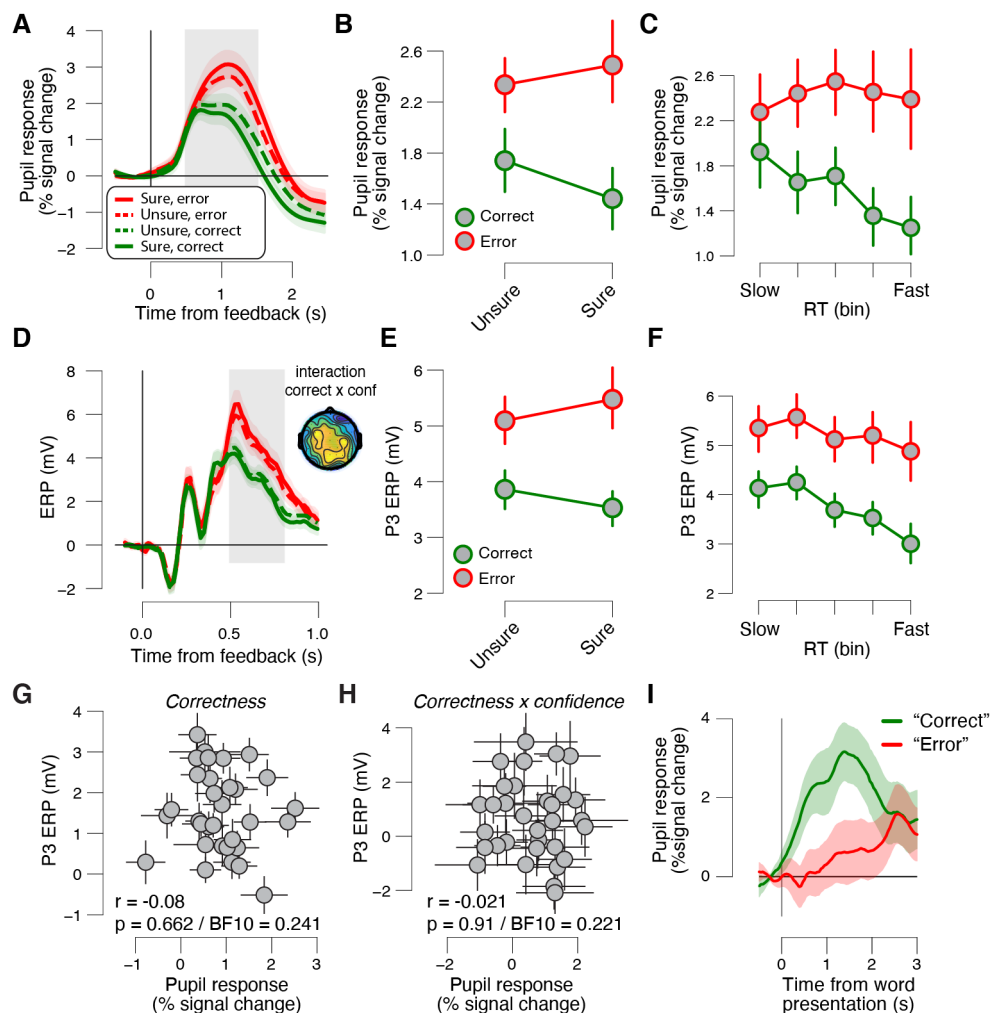 A
Pupil response
(% signal change)
4
3
2
1
0
−1
−2
Sure, error
Unsure, error
Unsure, correct
Sure, correct
0
1
2
Time from feedback (s)
B
Pupil response
(% signal change)
2.6
2.2
1.8
1.4
1.0
Correct
Error
Unsure
Sure
C
Pupil response
(% signal change)
2.6
2.2
1.8
1.4
1.0
Slow
Fast
RT (bin)
D
ERP (mV)
8
6
4
2
0
−2
interaction
correct x conf
0.0
0.5
1.0
Time from feedback (s)
E
P3 ERP (mV)
6
5
4
3
2
Correct
Error
Unsure
Sure
F
P3 ERP (mV)
6
5
4
3
2
Slow
Fast
RT (bin)
G
Correctness
P3 ERP (mV)
4
3
2
1
0
−1
r = -0.08
p = 0.662 / BF10 = 0.241
−1
0
1
2
3
Pupil response
(% signal change)
H
Correctness x confidence
P3 ERP (mV)
4
2
0
−2
r = -0.021
p = 0.91 / BF10 = 0.221
−2
0
2
Pupil response
(% signal change)
I
Pupil response
(%signal change)
4
2
0
“Correct”
“Error”
0
1
2
3
Time from word
presentation (s)